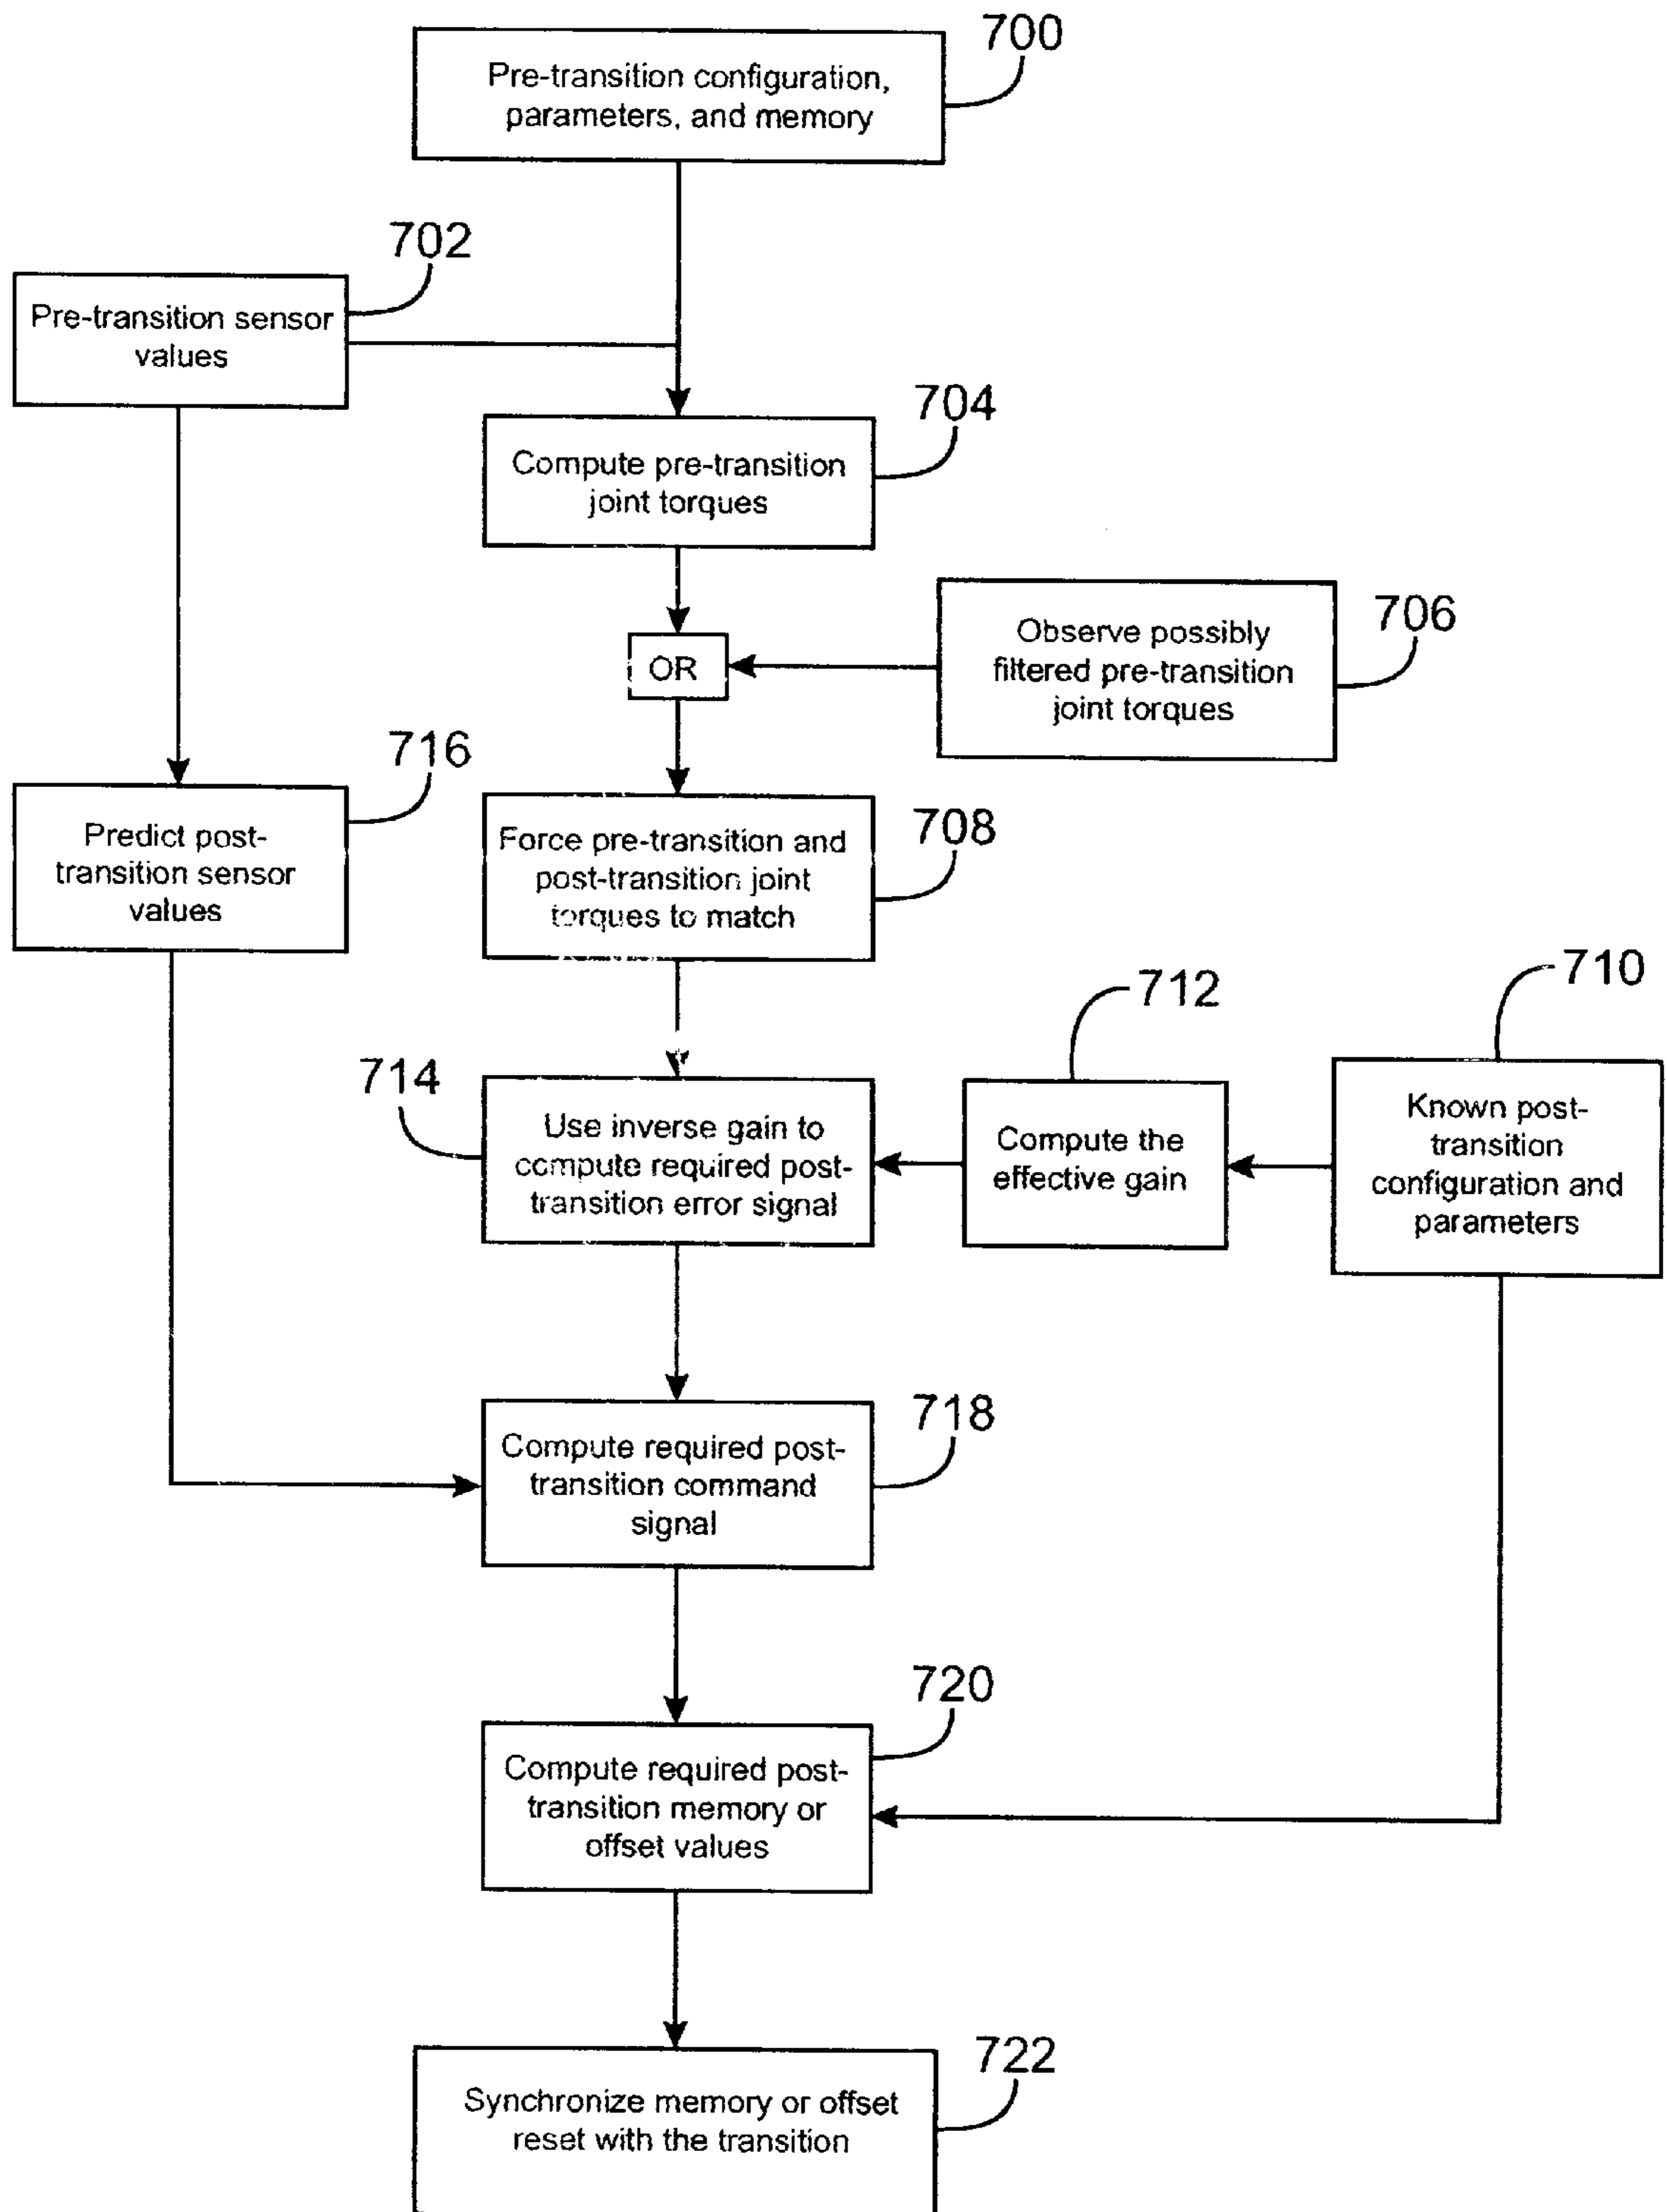 700
Pre-transition configuration,
parameters, and memory
702
Pre-transition sensor
values
704
Compute pre-transition
joint torques
706
Observe possibly
filtered pre-transition
joint torques
OR
716
Predict post-
transition sensor
values
708
Force pre-transition and
post-transition joint
torques to match
710
Known post-
transition
configuration and
parameters
712
Compute the
effective gain
714
Use inverse gain to
compute required post-
transition error signal
718
Compute required post-
transition command
signal
720
Compute required post-
transition memory or
offset values
722
Synchronize memory or offset
reset with the transition